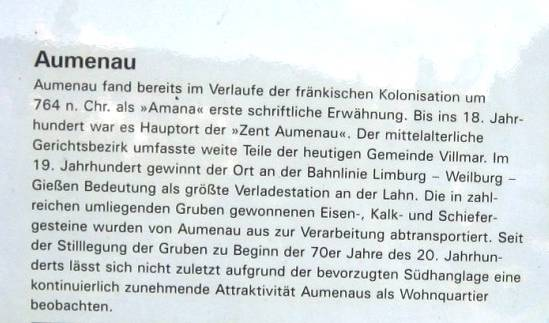 Aumenau
Aumenau fand bereits im Verlaufe der fränkischen Kolonisation um
764 n. Chr. als »Amana« erste schriftliche Erwähnung. Bis ins 18. Jahr-
hundert war es Hauptort der »Zent Aumenau«. Der mittelalterliche
Gerichtsbezirk umfasste weite Teile der heutigen Gemeinde Villmar. Im
19. Jahrhundert gewinnt der Ort an der Bahnlinie Limburg – Weilburg –
Gießen Bedeutung als größte Verladestation an der Lahn. Die in zahl-
reichen umliegenden Gruben gewonnenen Eisen-, Kalk- und Schiefer-
gesteine wurden von Aumenau aus zur Verarbeitung abtransportiert. Seit
der Stilllegung der Gruben zu Beginn der 70er Jahre des 20. Jahrhun-
derts lässt sich nicht zuletzt aufgrund der bevorzugten Südhanglage eine
kontinuierlich zunehmende Attraktivität Aumenaus als Wohnquartier
beobachten.